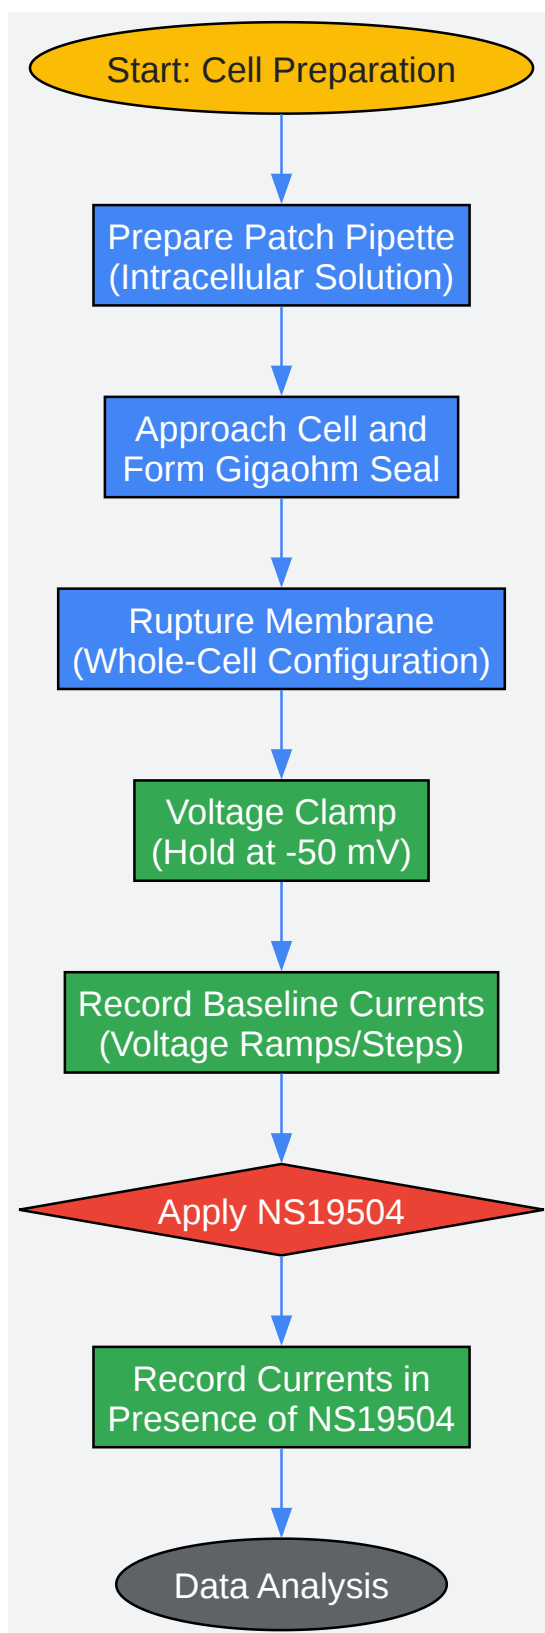 Start: Cell Preparation
Prepare Patch Pipette
(Intracellular Solution)
Approach Cell and
Form Gigaohm Seal
Rupture Membrane
(Whole-Cell Configuration)
Voltage Clamp
(Hold at -50 mV)
Record Baseline Currents
(Voltage Ramps/Steps)
Apply NS19504
Record Currents in
Presence of NS19504
Data Analysis